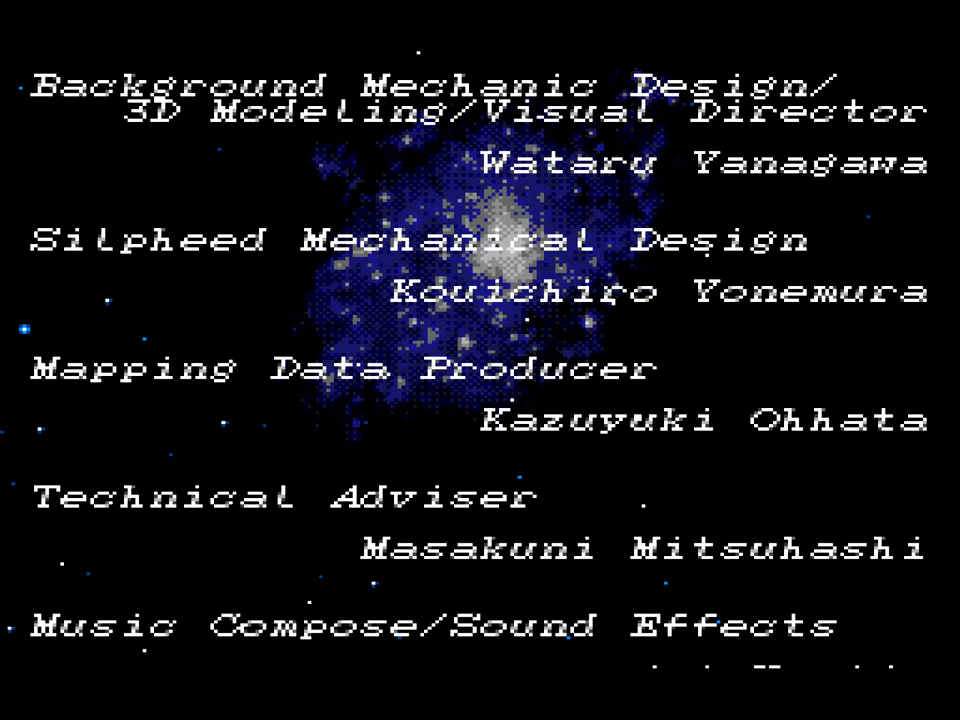 Background Mechanic Design/
3D Modeling/Visual Director
Wataru Yanagawa
Silpheed Mechanical Design
Kouichiro Yonemura
Mapping Data Producer
Kazuyuki Ohhata
Technical Adviser
Masakuni Mitsuhashi
Music Compose/Sound Effects